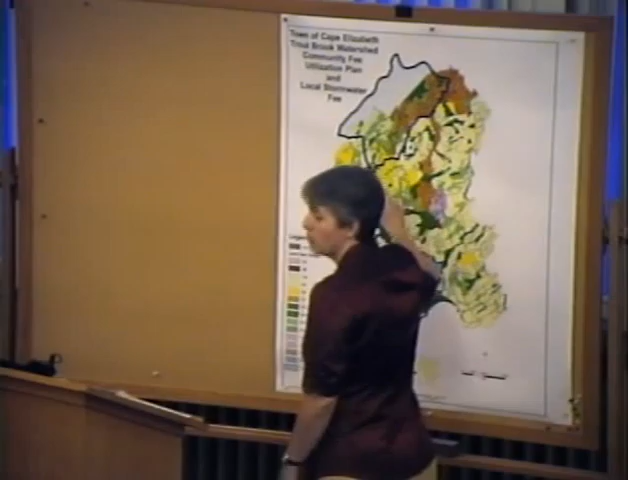 Town of Cape Elizabeth
Trout Brook Watershed
Community Fee
Utilization Plan
and
Local Stormwater
Fee